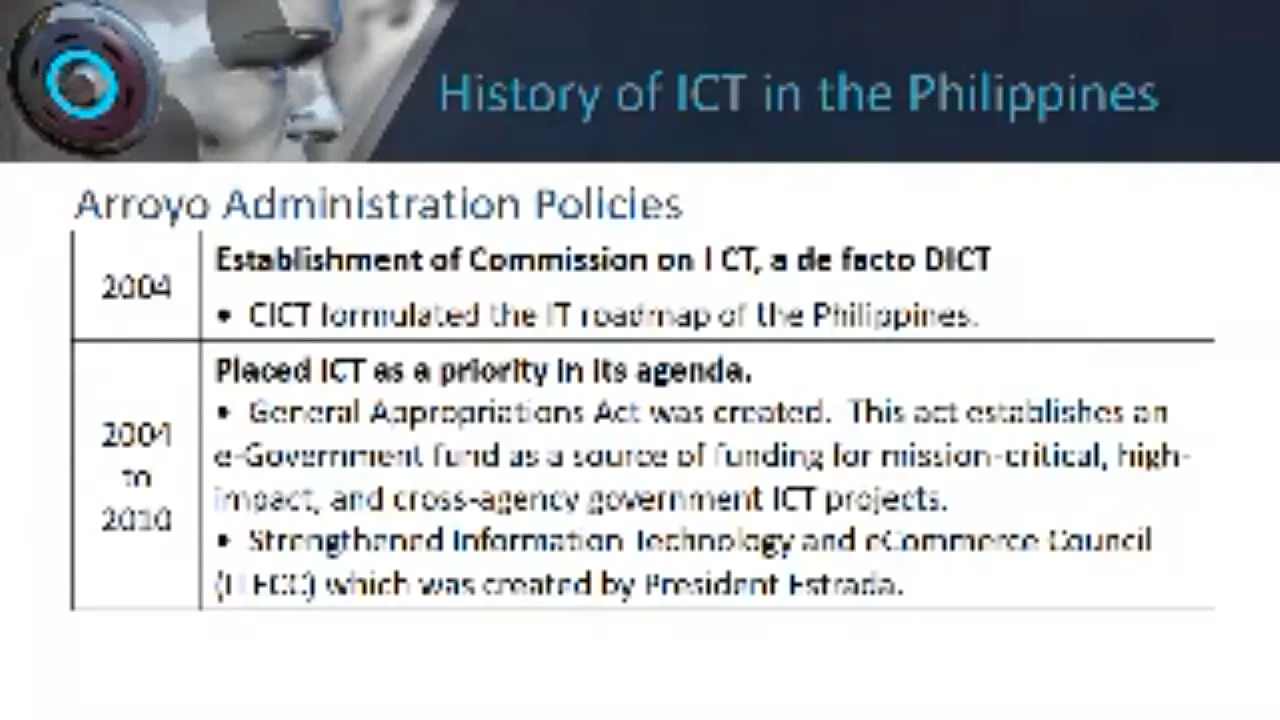 History of ICT in the Philippines
Arroyo Administration Policies
2004
Establishment of Commission on ICT, a de facto DICT
• CICT formulated the IT roadmap of the Philippines.
2004
to
2010
Placed ICT as a priority in its agenda.
• General Appropriations Act was created. This act establishes an
e-Government fund as a source of funding for mission-critical, high-
impact, and cross-agency government ICT projects.
• Strengthened Information Technology and eCommerce Council
(ITECC) which was created by President Estrada.